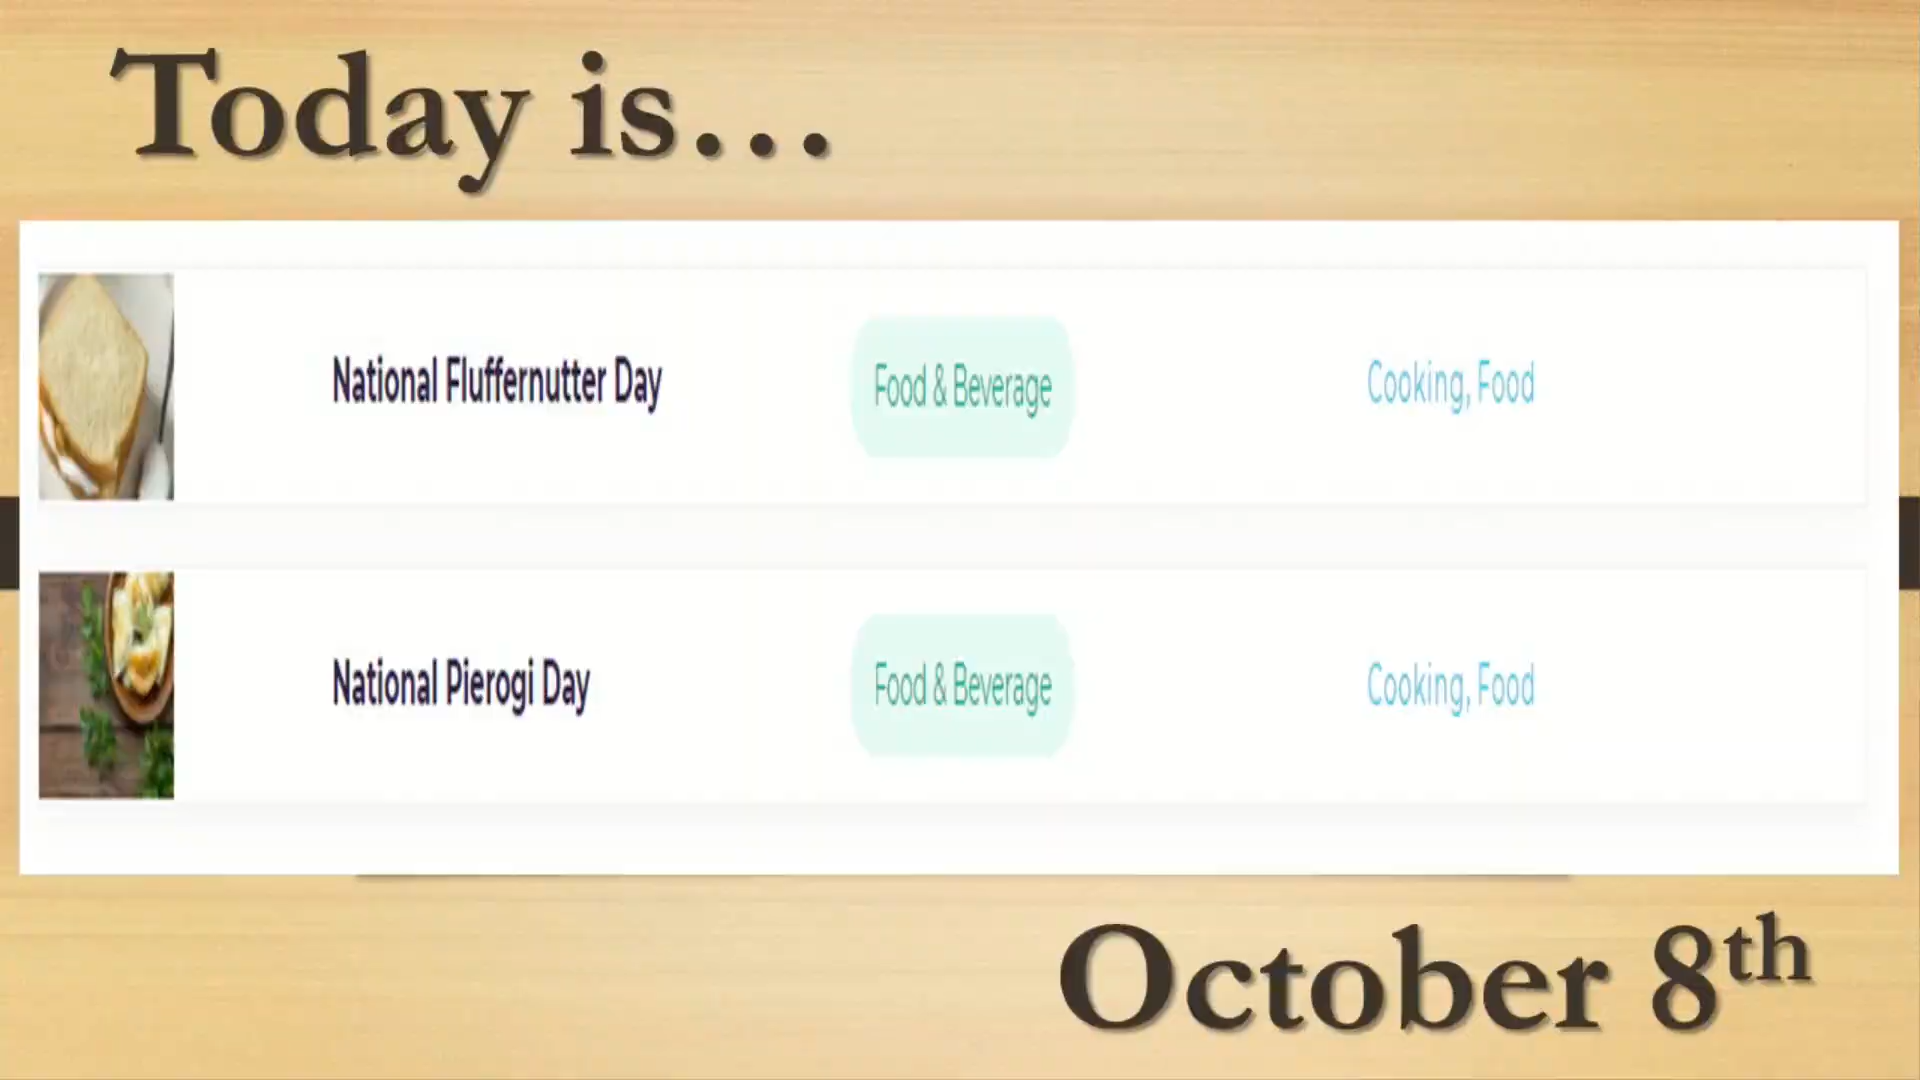 Today is...
National Fluffernutter Day
Food & Beverage
Cooking, Food
National Pierogi Day
Food & Beverage
Cooking, Food
October 8th